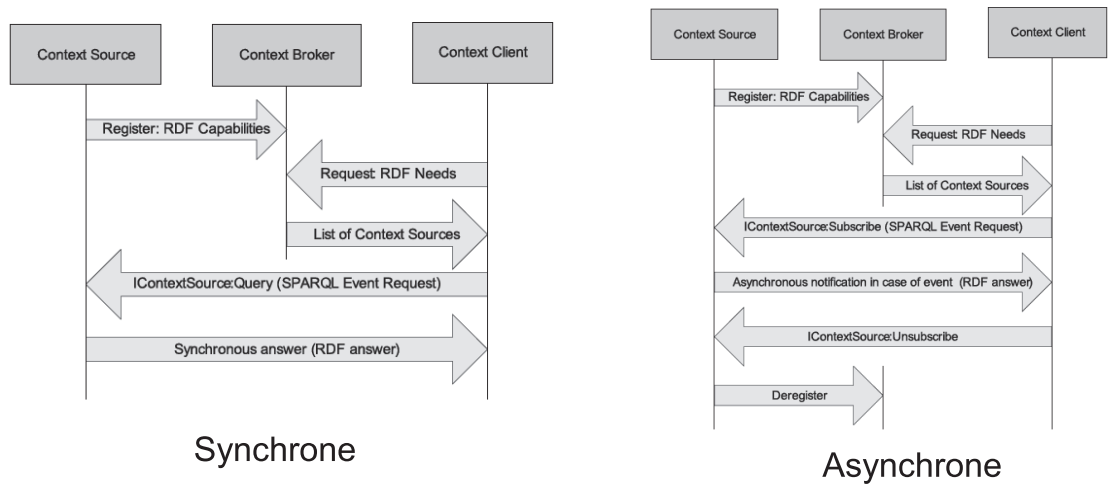 Context Source
Context Broker
Context Client
Register: RDF Capabilities
Request: RDF Needs
List of Context Sources
IContextSource:Query (SPARQL Event Request)
Synchronous answer (RDF answer)
Synchrone
Context Source
Context Broker
Context Client
Register: RDF Capabilities
Request: RDF Needs
List of Context Sources
IContextSource:Subscribe (SPARQL Event Request)
Asynchronous notification in case of event (RDF answer)
IContextSource:Unsubscribe
Deregister
Asynchrone